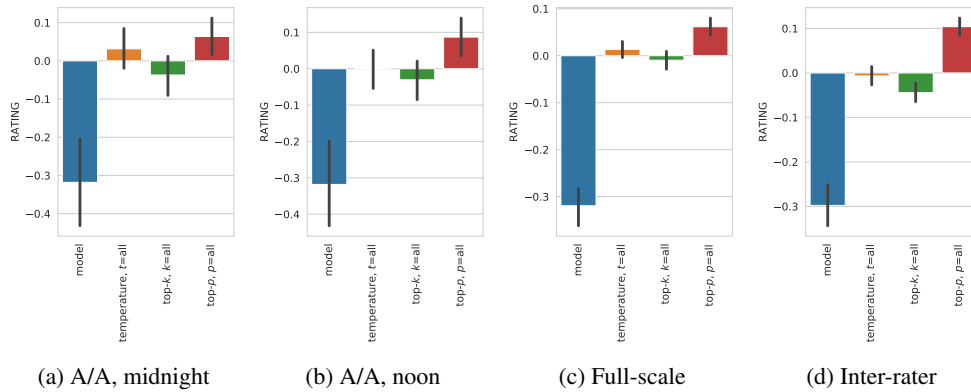 0.1
0.0
−0.1
−0.2
−0.3
−0.4
RATING
model
temperature, t=all
top-k, k=all
top-p, p=all
(a) A/A, midnight
0.1
0.0
−0.1
−0.2
−0.3
−0.4
RATING
model
temperature, t=all
top-k, k=all
top-p, p=all
(b) A/A, noon
0.1
0.0
−0.1
−0.2
−0.3
RATING
model
temperature, t=all
top-k, k=all
top-p, p=all
(c) Full-scale
0.1
0.0
−0.1
−0.2
−0.3
RATING
model
temperature, t=all
top-k, k=all
top-p, p=all
(d) Inter-rater